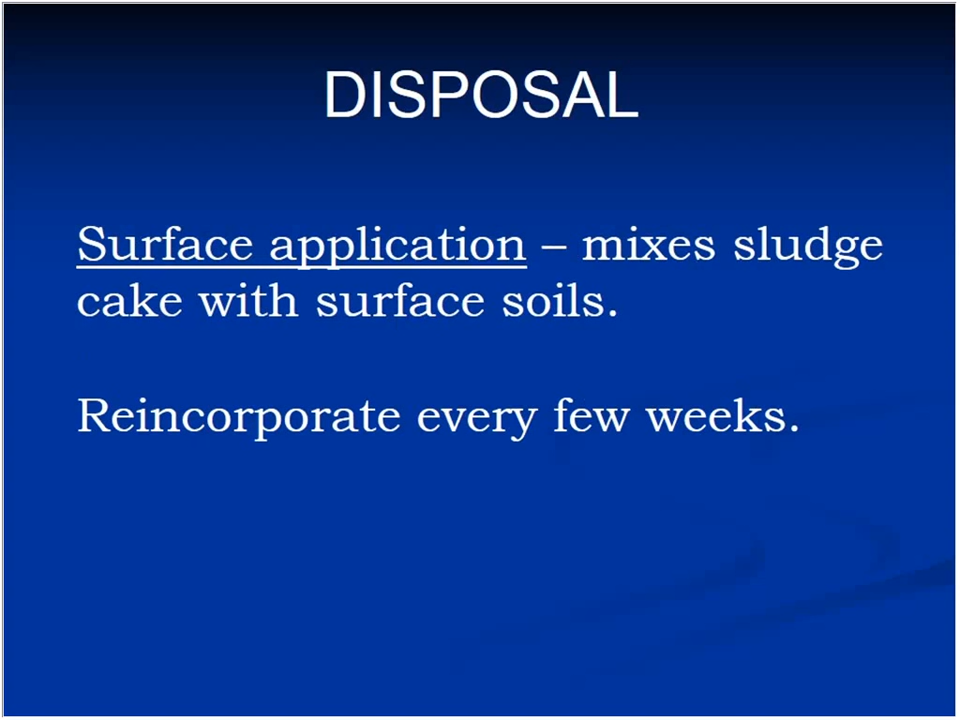 DISPOSAL
Surface application – mixes sludge
cake with surface soils.
Reincorporate every few weeks.